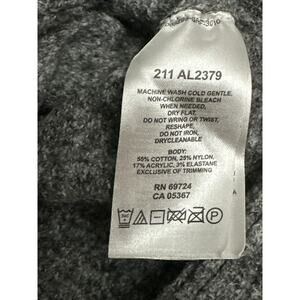 211 AL2379
MACHINE WASH COLD GENTLE,
NON-CHLORINE BLEACH
WHEN NEEDED,
DRY FLAT,
DO NOT WRING OR TWIST,
RESHAPE,
DO NOT IRON,
DRYCLEANABLE
BODY:
55% COTTON, 25% NYLON,
17% ACRYLIC, 3% ELASTANE
EXCLUSIVE OF TRIMMING
RN 69724
CA 05367